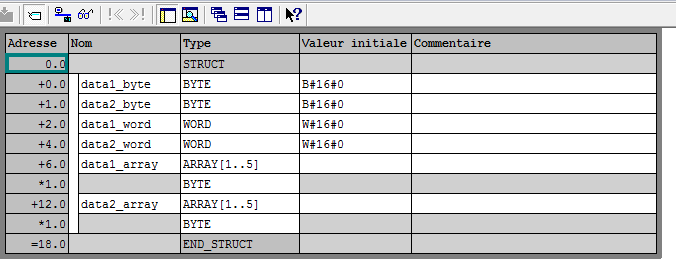 Adresse Nom Type Valeur initiale Commentaire
0.0 STRUCT
+0.0 data1_byte BYTE B#16#0
+1.0 data2_byte BYTE B#16#0
+2.0 data1_word WORD W#16#0
+4.0 data2_word WORD W#16#0
+6.0 data1_array ARRAY[1..5]
*1.0 BYTE
+12.0 data2_array ARRAY[1..5]
*1.0 BYTE
=18.0 END_STRUCT